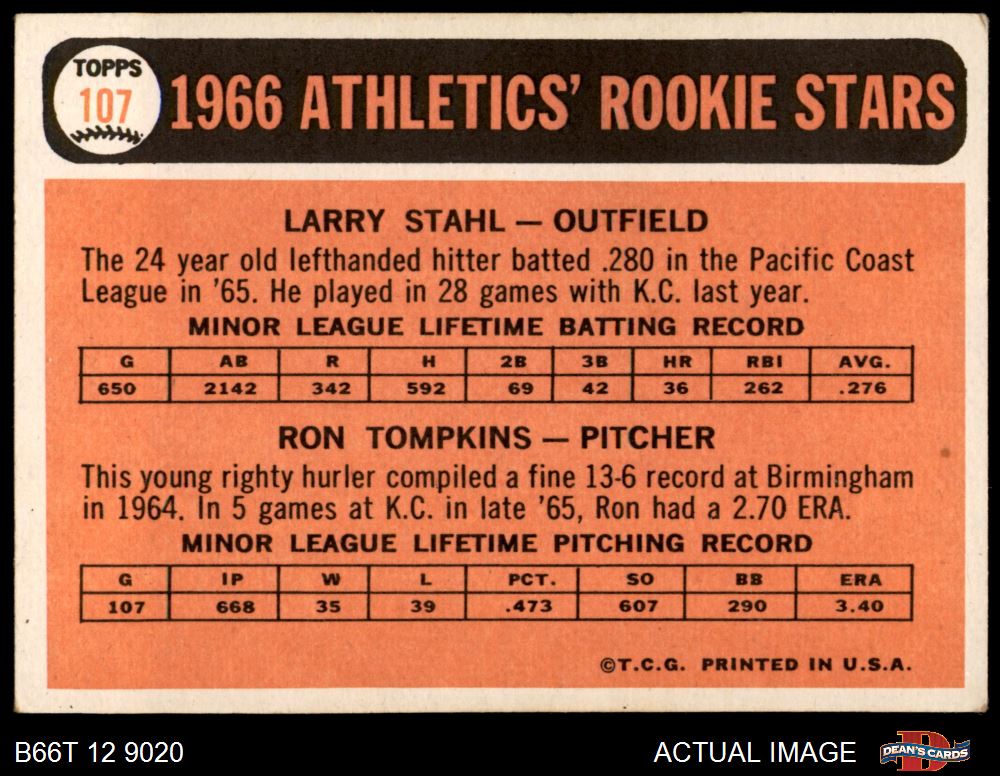 TOPPS
107
1966 ATHLETICS' ROOKIE STARS
LARRY STAHL — OUTFIELD
The 24 year old lefthanded hitter batted .280 in the Pacific Coast
League in '65. He played in 28 games with K.C. last year.
MINOR LEAGUE LIFETIME BATTING RECORD
G AB R H 2B 3B HR RBI AVG.
650 2142 342 592 69 42 36 262 .276
RON TOMPKINS — PITCHER
This young righty hurler compiled a fine 13-6 record at Birmingham
in 1964. In 5 games at K.C. in late '65, Ron had a 2.70 ERA.
MINOR LEAGUE LIFETIME PITCHING RECORD
G IP W L PCT. SO BB ERA
107 668 35 39 .473 607 290 3.40
©T.C.G. PRINTED IN U.S.A.
B66T 12 9020 ACTUAL IMAGE D DEAN'S CARDS